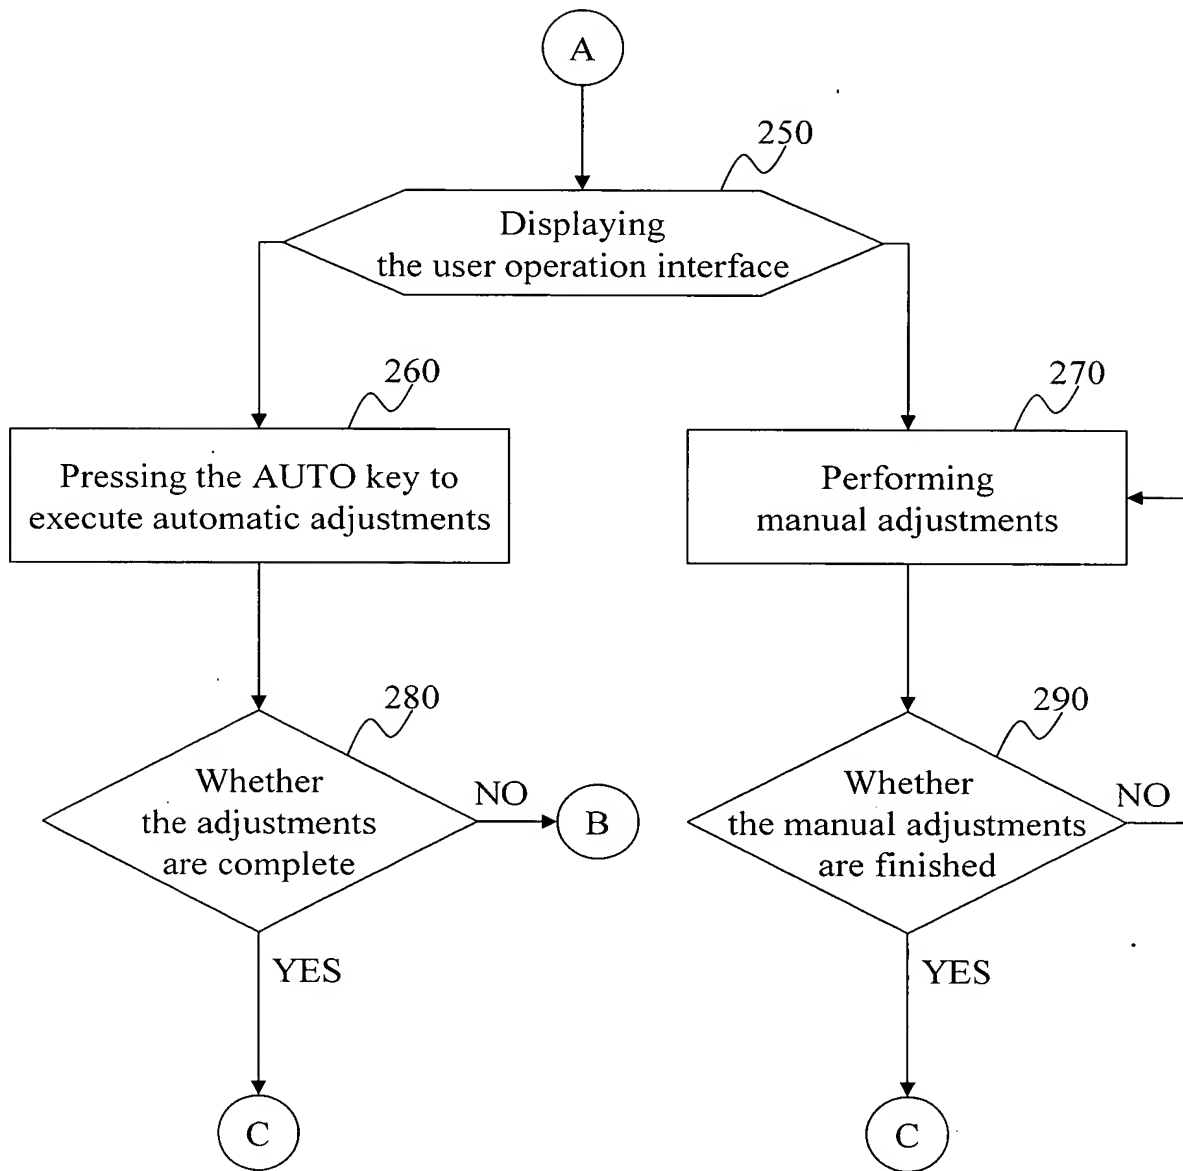 A
250
Displaying
the user operation interface
260
270
Pressing the AUTO key to
execute automatic adjustments
Performing
manual adjustments
280
290
Whether
the adjustments
are complete
NO
B
Whether
the manual adjustments
are finished
NO
YES
YES
C
C